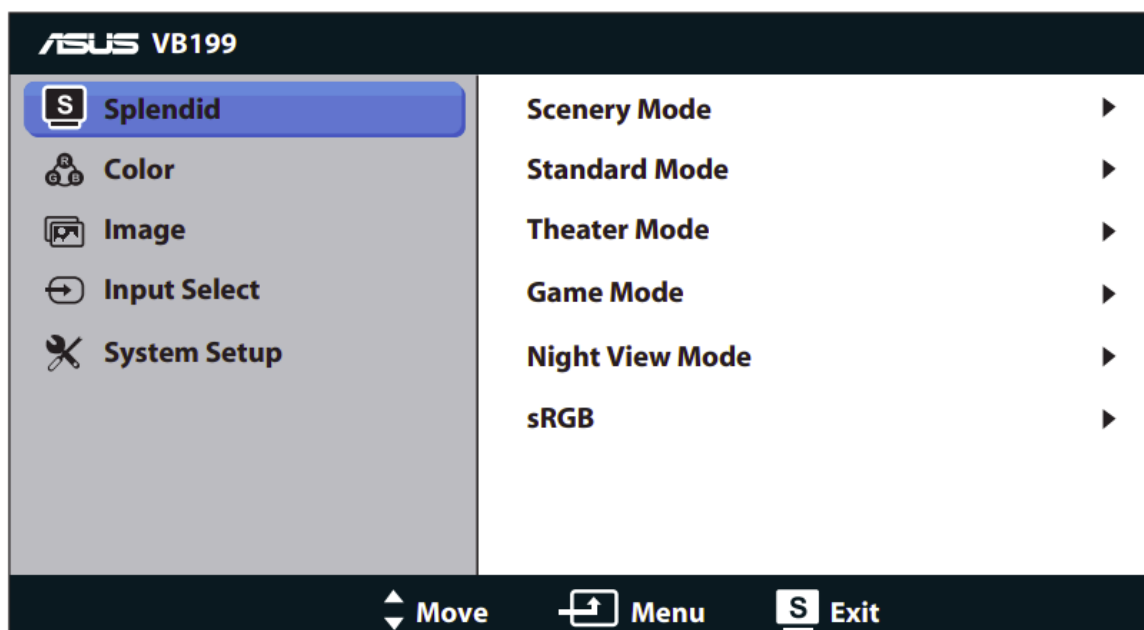 ASUS VB199
S Splendid
R G B Color
Image
Input Select
System Setup
Scenery Mode
Standard Mode
Theater Mode
Game Mode
Night View Mode
sRGB
Move Menu S Exit